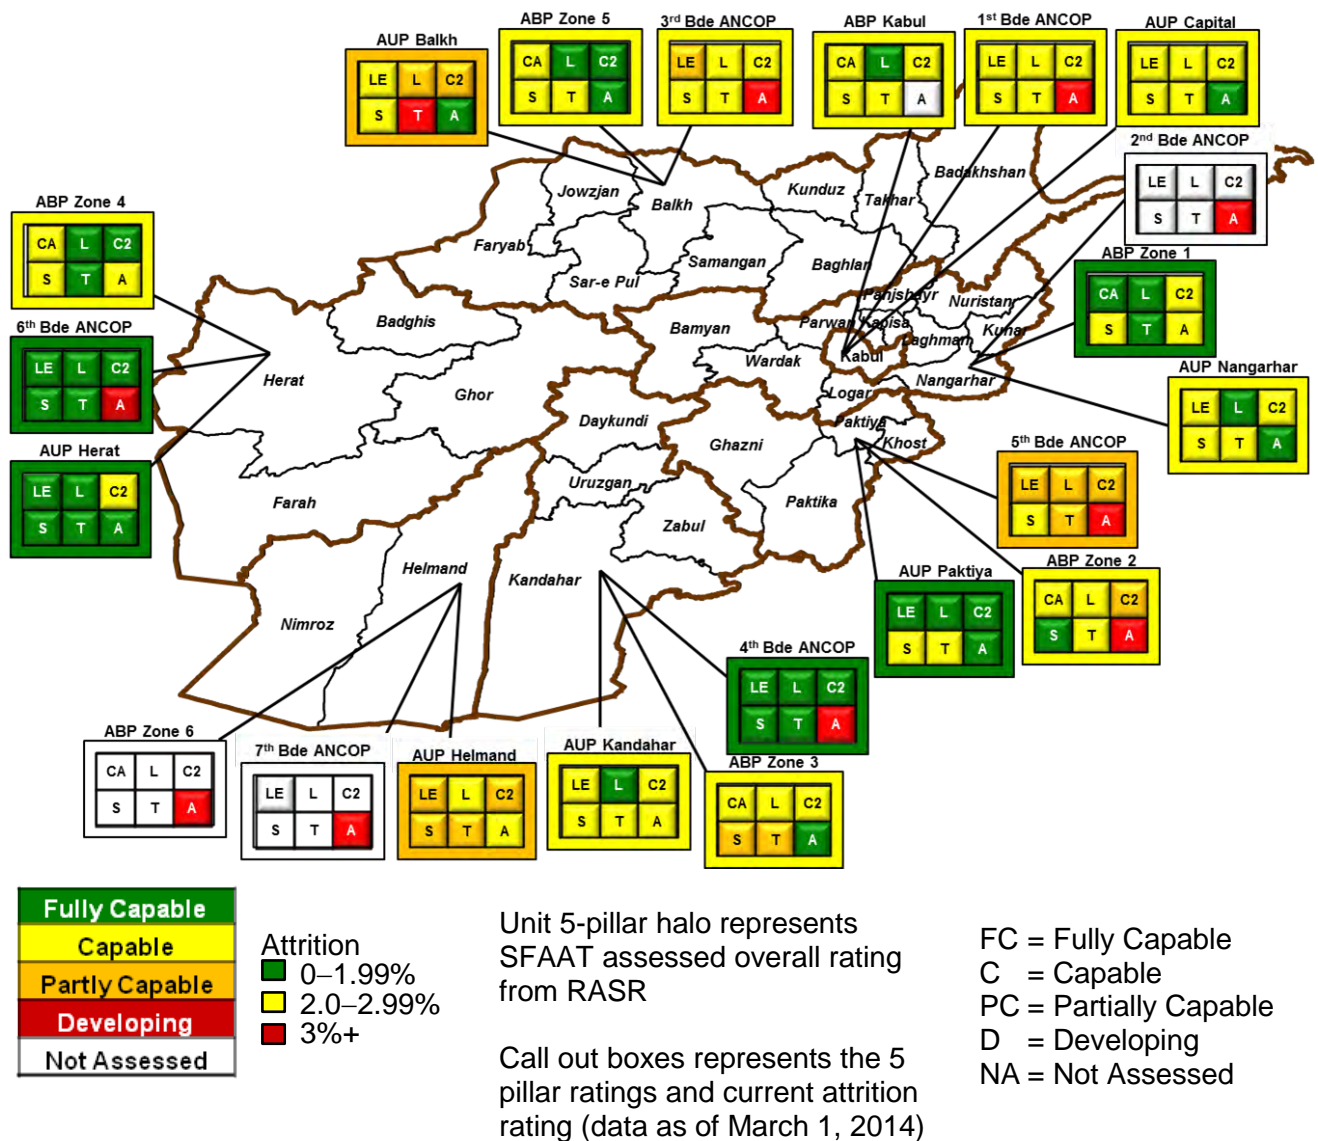 ABP Zone 5
3rd Bde ANCOP
ABP Kabul
1st Bde ANCOP
AUP Capital
AUP Balkh
CA L C2
S T A
LE L C2
S T A
CA L C2
S T A
LE L C2
S T A
LE L C2
S T A
LE L C2
S T A
2nd Bde ANCOP
LE L C2
S T A
ABP Zone 4
CA L C2
S T A
ABP Zone 1
CA L C2
S T A
6th Bde ANCOP
LE L C2
S T A
AUP Nangarhar
LE L C2
S T A
AUP Herat
LE L C2
S T A
5th Bde ANCOP
LE L C2
S T A
ABP Zone 2
CA L C2
S T A
AUP Paktiya
LE L C2
S T A
4th Bde ANCOP
LE L C2
S T A
ABP Zone 6
CA L C2
S T A
7th Bde ANCOP
LE L C2
S T A
AUP Helmand
LE L C2
S T A
AUP Kandahar
LE L C2
S T A
ABP Zone 3
CA L C2
S T A
Jowzjan
Balkh
Kunduz
Takhar
Badakhshan
Faryab
Sar-e Pul
Samangan
Baghlan
Panjshayr
Nuristan
Badghis
Bamyan
Parwan
Kapisa
Laghman
Kunar
Herat
Wardak
Kabul
Nangarhar
Ghor
Logar
Daykundi
Ghazni
Paktiya
Khost
Uruzgan
Farah
Zabul
Paktika
Helmand
Kandahar
Nimroz
Fully Capable
Capable
Partly Capable
Developing
Not Assessed
Attrition
0–1.99%
2.0–2.99%
3%+
Unit 5-pillar halo represents
SFAAT assessed overall rating
from RASR
Call out boxes represents the 5
pillar ratings and current attrition
rating (data as of March 1, 2014)
FC = Fully Capable
C = Capable
PC = Partially Capable
D = Developing
NA = Not Assessed